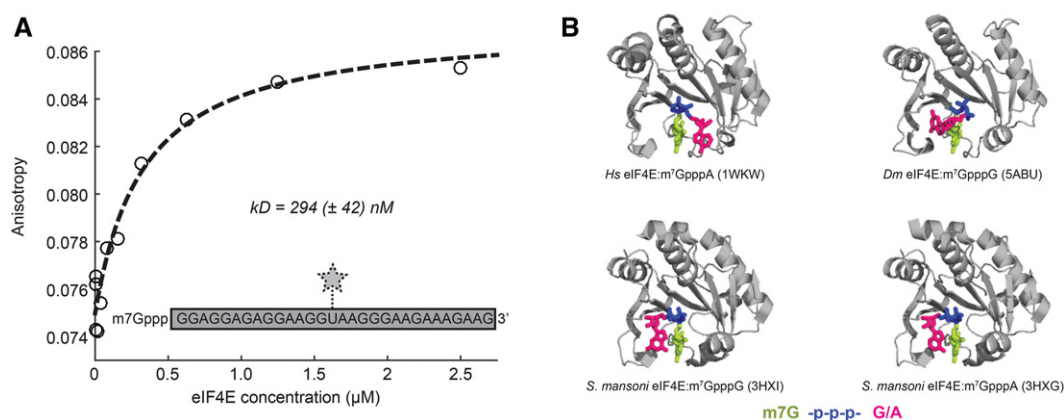 A
0.086
0.084
0.082
0.080
0.078
0.076
0.074
Anisotropy
kD = 294 (± 42) nM
m7Gppp GGAGGAGAGGAAGGUAAGGGAAGAAAGAAG 3'
0 0.5 1.0 1.5 2.0 2.5
eIF4E concentration (µM)
B
Hs eIF4E:m⁷GpppA (1WKW)
Dm eIF4E:m⁷GpppG (5ABU)
S. mansoni eIF4E:m⁷GpppG (3HXI)
S. mansoni eIF4E:m⁷GpppA (3HXG)
m7G -p-p-p- G/A